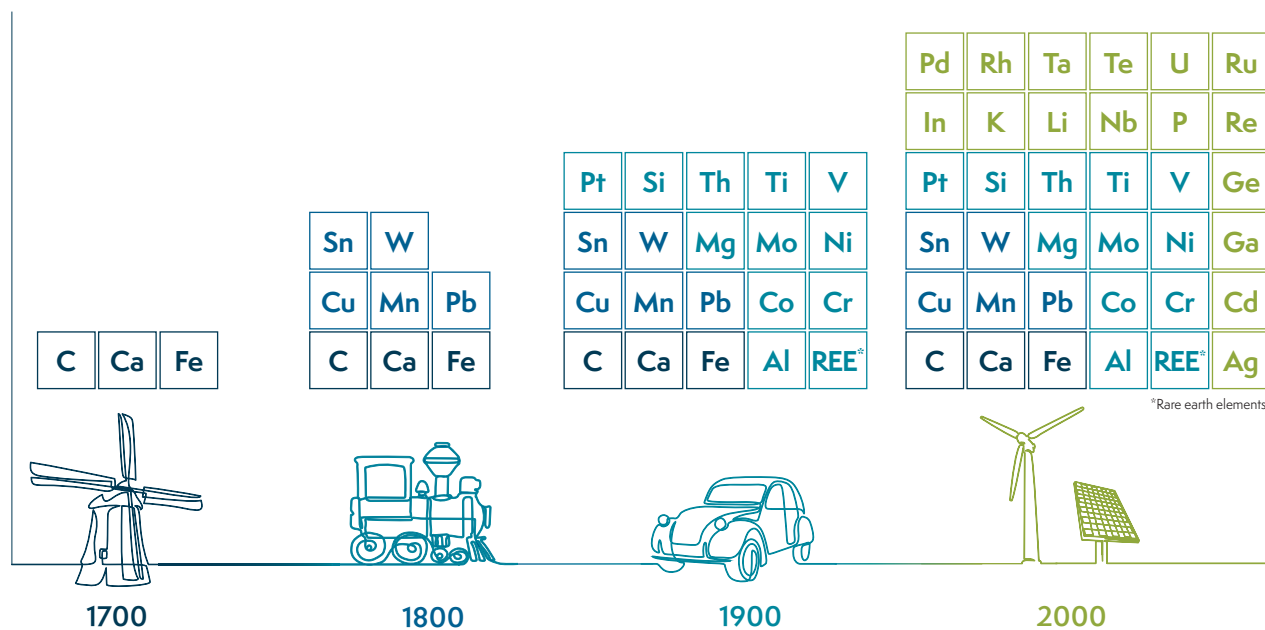 Pd Rh Ta Te U Ru
In K Li Nb P Re
Pt Si Th Ti V Pt Si Th Ti V Ge
Sn W Sn W Mg Mo Ni Sn W Mg Mo Ni Ga
Cu Mn Pb Cu Mn Pb Co Cr Cu Mn Pb Co Cr Cd
C Ca Fe C Ca Fe C Ca Fe Al REE* C Ca Fe Al REE* Ag
*Rare earth elements
1700 1800 1900 2000